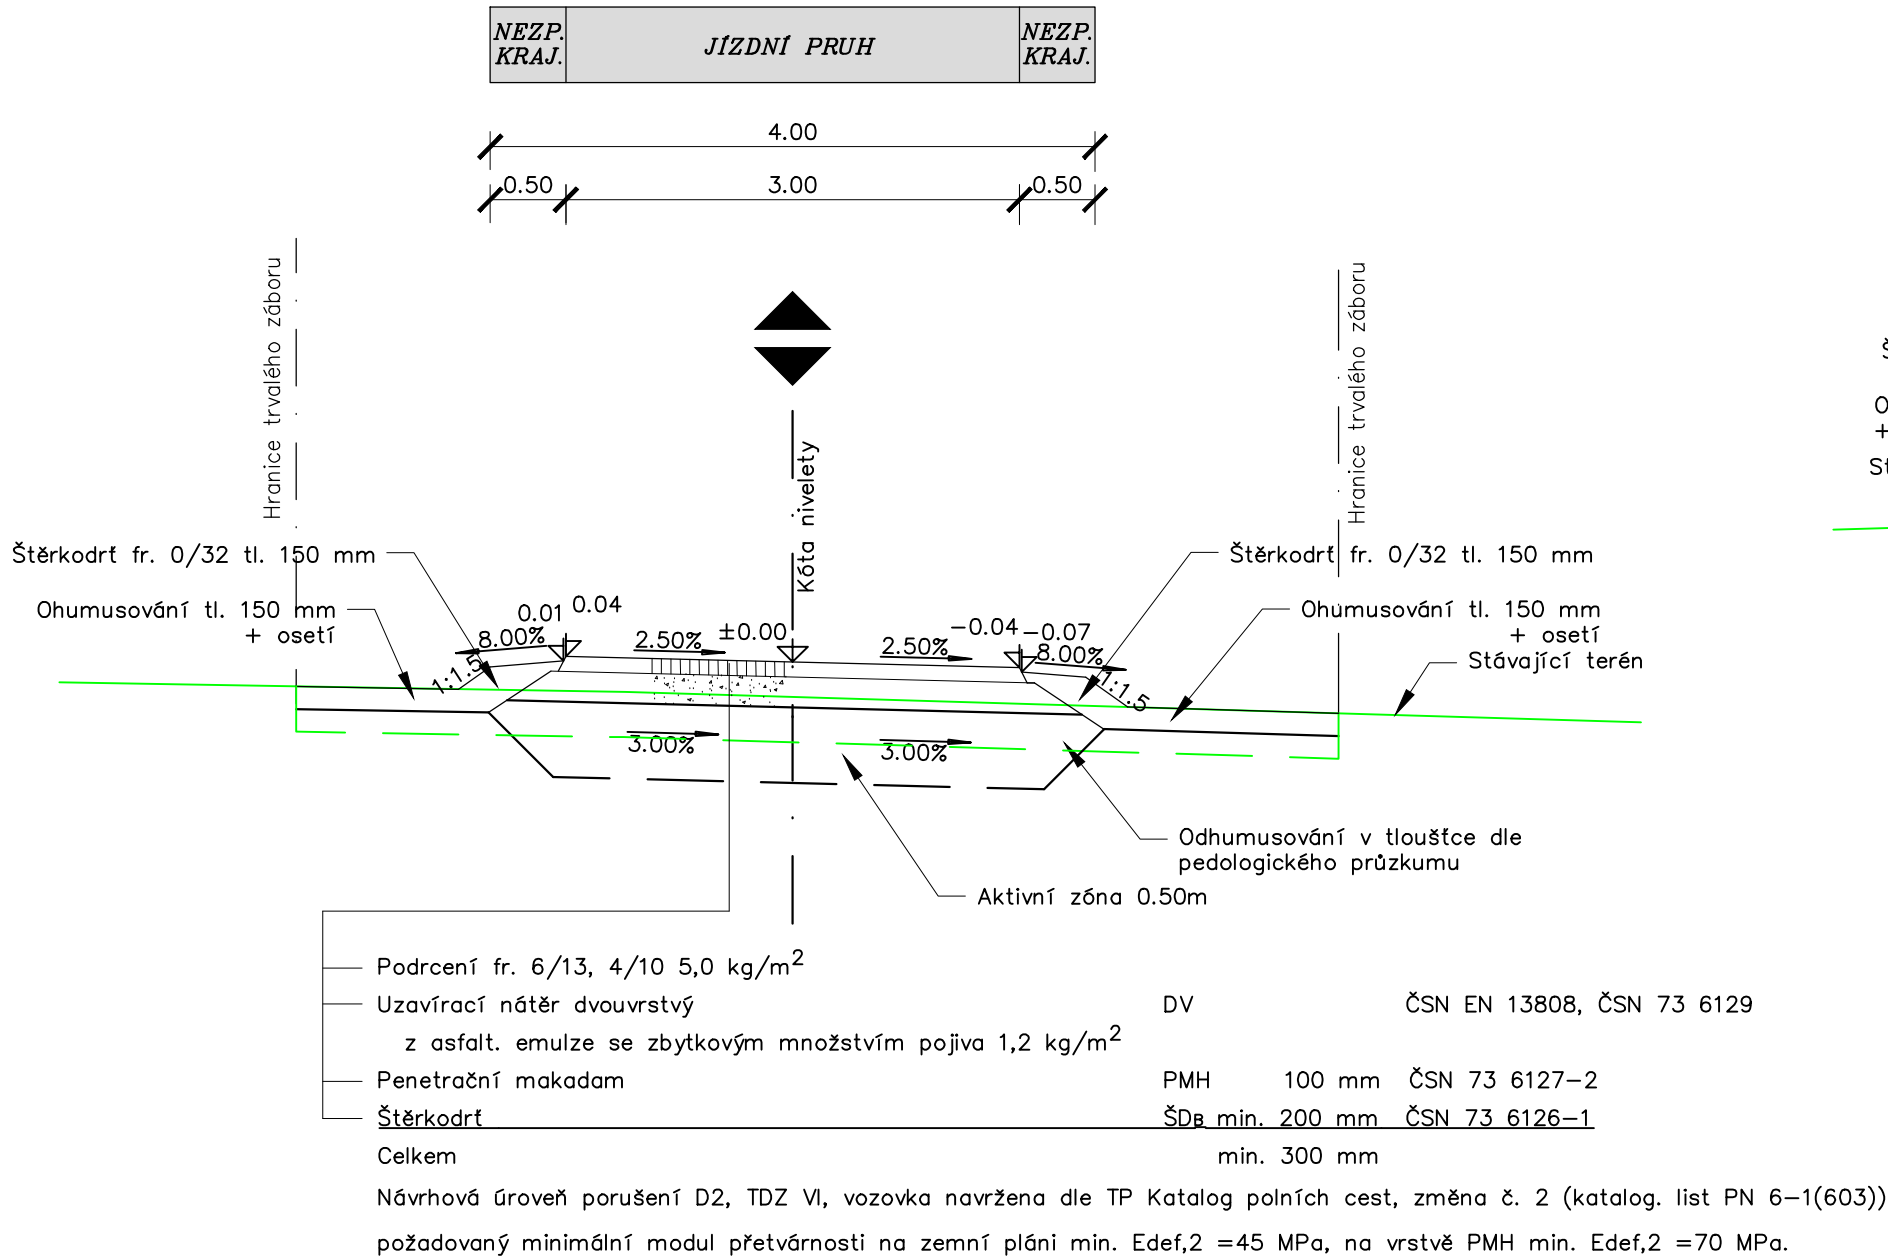 NEZP.
KRAJ.
JÍZDNÍ PRUH
NEZP.
KRAJ.
4.00
0.50
3.00
0.50
Hranice trvalého záboru
Hranice trvalého záboru
Kóta nivelety
Štěrkodrť fr. 0/32 tl. 150 mm
Ohumusování tl. 150 mm
+ osetí
Štěrkodrť fr. 0/32 tl. 150 mm
Ohumusování tl. 150 mm
+ osetí
Stávající terén
0.01
0.04
8.00%
2.50%
±0.00
2.50%
-0.04
-0.07
8.00%
1:1.5
1:1.5
3.00%
3.00%
Odhumusování v tloušťce dle
pedologického průzkumu
Aktivní zóna 0.50m
Podrcení fr. 6/13, 4/10 5,0 kg/m²
Uzavírací nátěr dvouvrstvý DV ČSN EN 13808, ČSN 73 6129
z asfalt. emulze se zbytkovým množstvím pojiva 1,2 kg/m²
Penetrační makadam PMH 100 mm ČSN 73 6127-2
Štěrkodrť ŠDB min. 200 mm ČSN 73 6126-1
Celkem min. 300 mm
Návrhová úroveň porušení D2, TDZ VI, vozovka navržena dle TP Katalog polních cest, změna č. 2 (katalog. list PN 6-1(603))
požadovaný minimální modul přetvárnosti na zemní pláni min. Edef,2 =45 MPa, na vrstvě PMH min. Edef,2 =70 MPa.